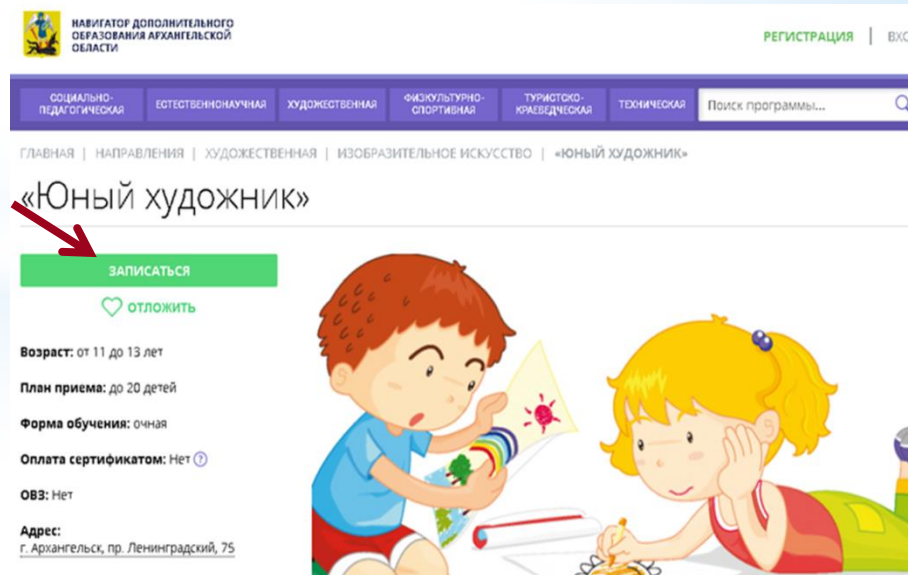 НАВИГАТОР ДОПОЛНИТЕЛЬНОГО
ОБРАЗОВАНИЯ АРХАНГЕЛЬСКОЙ
ОБЛАСТИ
РЕГИСТРАЦИЯ | ВХО
СОЦИАЛЬНО-
ПЕДАГОГИЧЕСКАЯ
ЕСТЕСТВЕННОНАУЧНАЯ
ХУДОЖЕСТВЕННАЯ
ФИЗКУЛЬТУРНО-
СПОРТИВНАЯ
ТУРИСТСКО-
КРАЕВЕДЧЕСКАЯ
ТЕХНИЧЕСКАЯ
Поиск программы...
ГЛАВНАЯ | НАПРАВЛЕНИЯ | ХУДОЖЕСТВЕННАЯ | ИЗОБРАЗИТЕЛЬНОЕ ИСКУССТВО | «ЮНЫЙ ХУДОЖНИК»
«Юный художник»
ЗАПИСАТЬСЯ
ОТЛОЖИТЬ
Возраст: от 11 до 13 лет
План приема: до 20 детей
Форма обучения: очная
Оплата сертификатом: Нет ?
ОВЗ: Нет
Адрес:
г. Архангельск, пр. Ленинградский, 75